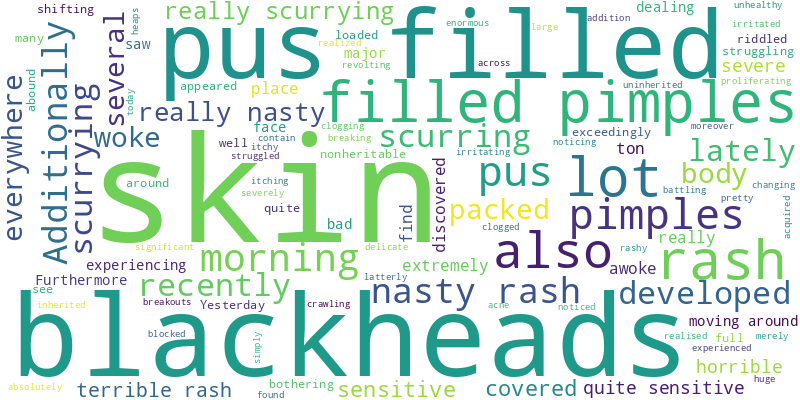 shifting
really scurrying
dealing
unhealthy
pus filled
heaps
addition
enormous
large
irritated
many
saw
loaded
realized
major
across
riddled
struggling
severe
Additionally
several
everywhere
abound
today
appeared
revolting
place
filled pimples
uninherited
proliferating
scurrying
really nasty
woke
face
clogging
breaking
scurring
exceedingly
ton
moreover
noticing
lately
well
itchy
contain
struggled
nonheritable
irritating
skin
around
itching
severely
quite
discovered
pus
lot
body
battling
changing
pretty
acquired
bad
find
packed
clogged
pimples
really
significant
delicate
also
rashy
rash
experiencing
morning
extremely
awoke
Furthermore
recently
latterly
nasty rash
developed
see
inherited
breakouts
Yesterday
crawling
acne
noticed
moving around
blackheads
blocked
simply
realised
full
merely
experienced
horrible
huge
absolutely
terrible rash
found
bothering
sensitive
covered
quite sensitive